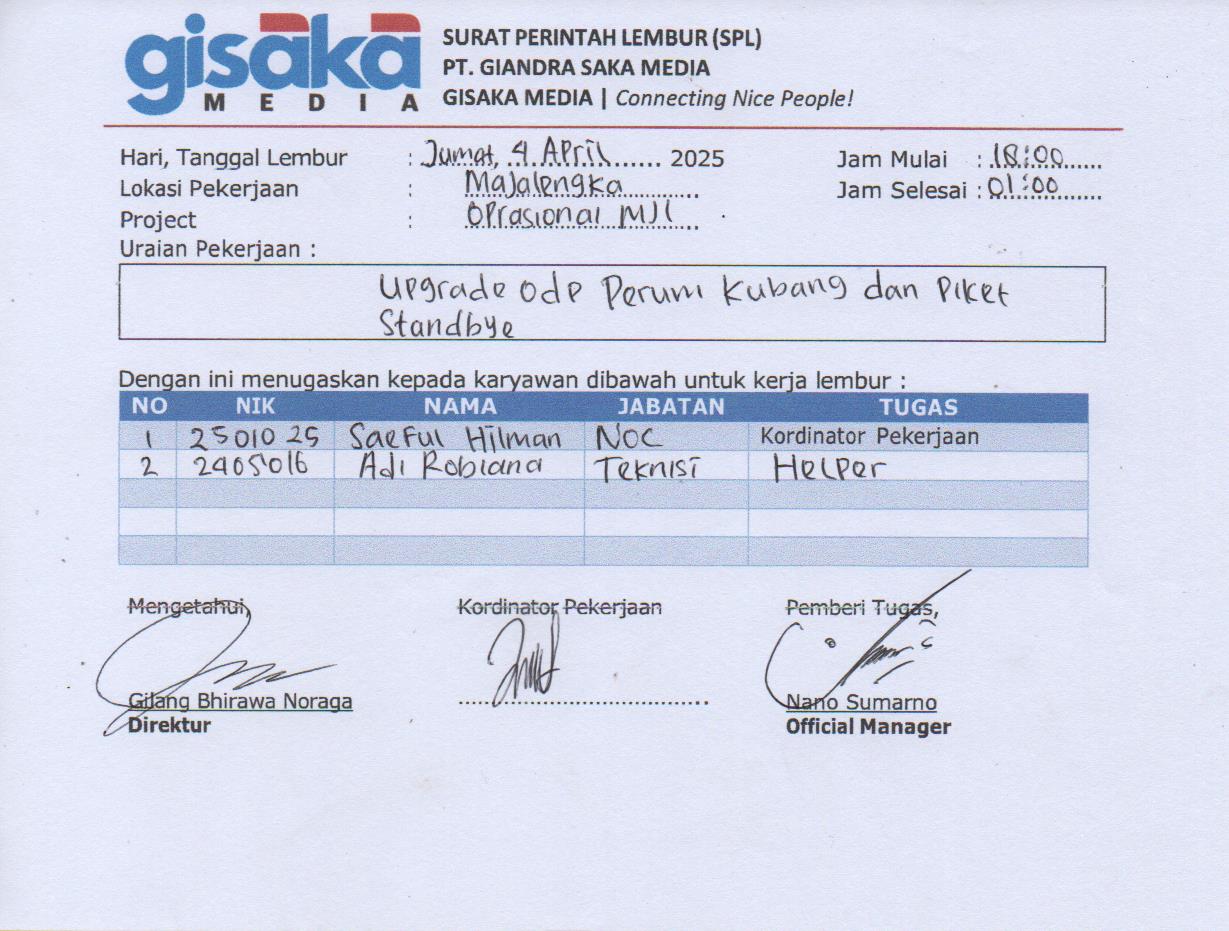 gisaka
MEDIA
SURAT PERINTAH LEMBUR (SPL)
PT. GIANDRA SAKA MEDIA
GISAKA MEDIA | Connecting Nice People!
Hari, Tanggal Lembur : Jumat, 4 April 2025 Jam Mulai : 18:00
Lokasi Pekerjaan : Majalengka Jam Selesai : 01:00
Project : Oprasional MJL
Uraian Pekerjaan :
Upgrade odp Perum Kubang dan Piket
Standbye
Dengan ini menugaskan kepada karyawan dibawah untuk kerja lembur :
NO NIK NAMA JABATAN TUGAS
1 2501025 Saeful Hilman NOC Kordinator Pekerjaan
2 2405016 Adi Robiana Teknisi Helper
Mengetahui, Kordinator Pekerjaan Pemberi Tugas,
Gilang Bhirawa Noraga Nano Sumarno
Direktur Official Manager